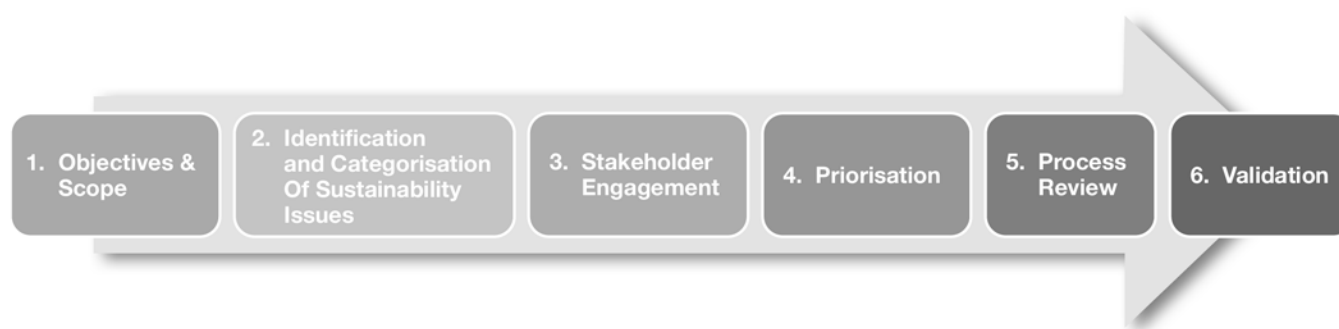 1. Objectives &
Scope
2. Identification
and Categorisation
Of Sustainability
Issues
3. Stakeholder
Engagement
4. Priorisation
5. Process
Review
6. Validation